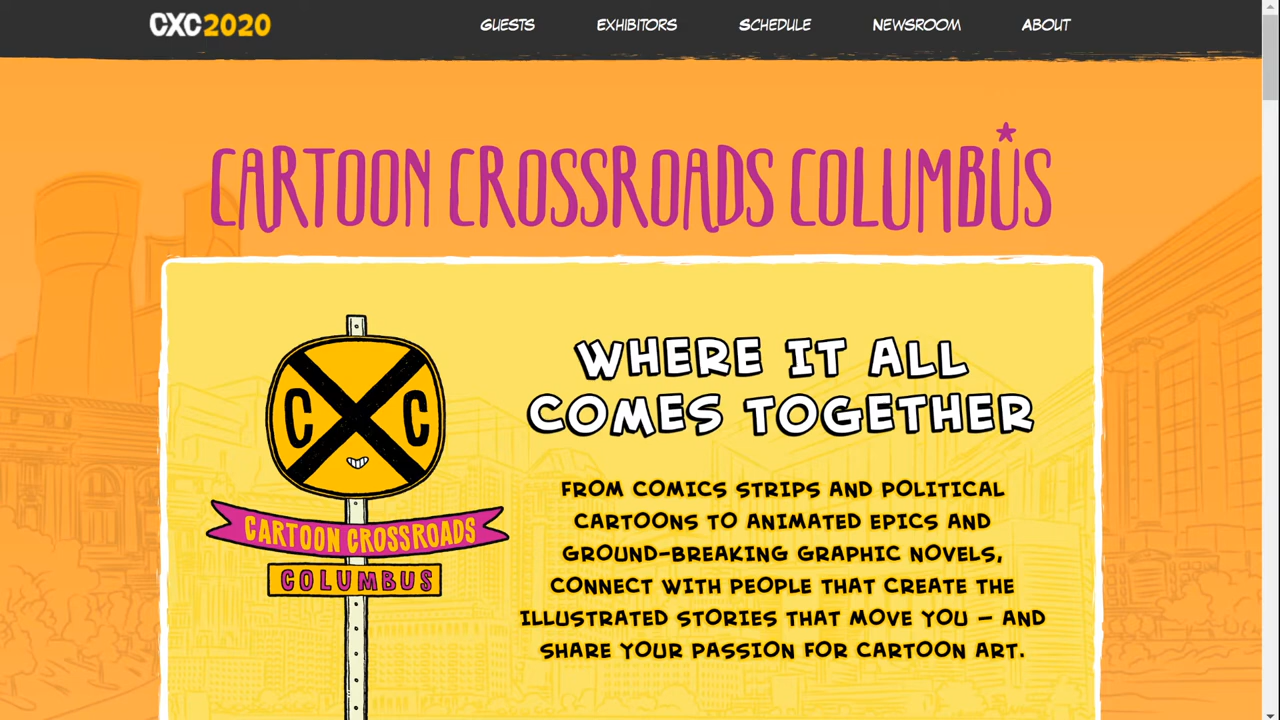 CXC2020
GUESTS
EXHIBITORS
SCHEDULE
NEWSROOM
ABOUT
CARTOON CROSSROADS COLUMBUS
C C
CARTOON CROSSROADS
COLUMBUS
WHERE IT ALL
COMES TOGETHER
FROM COMICS STRIPS AND POLITICAL
CARTOONS TO ANIMATED EPICS AND
GROUND-BREAKING GRAPHIC NOVELS,
CONNECT WITH PEOPLE THAT CREATE THE
ILLUSTRATED STORIES THAT MOVE YOU – AND
SHARE YOUR PASSION FOR CARTOON ART.